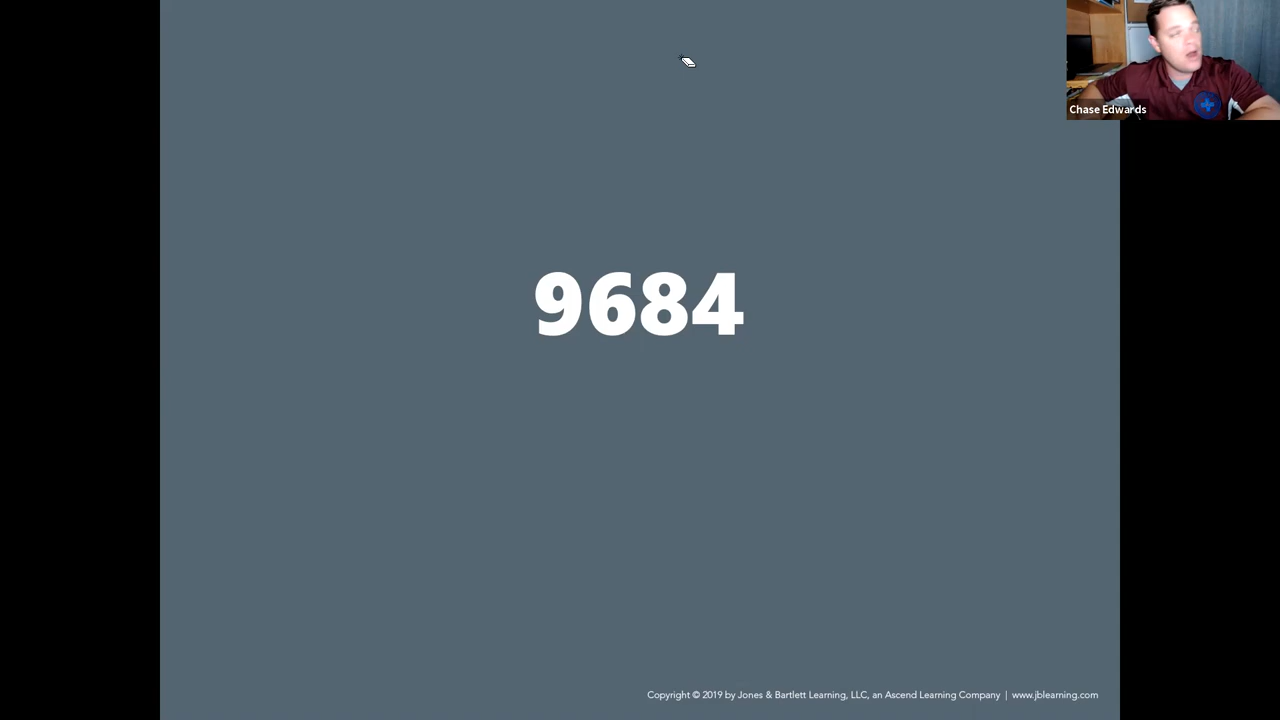 Chase Edwards
9684
Copyright © 2019 by Jones & Bartlett Learning, LLC, an Ascend Learning Company | www.jblearning.com